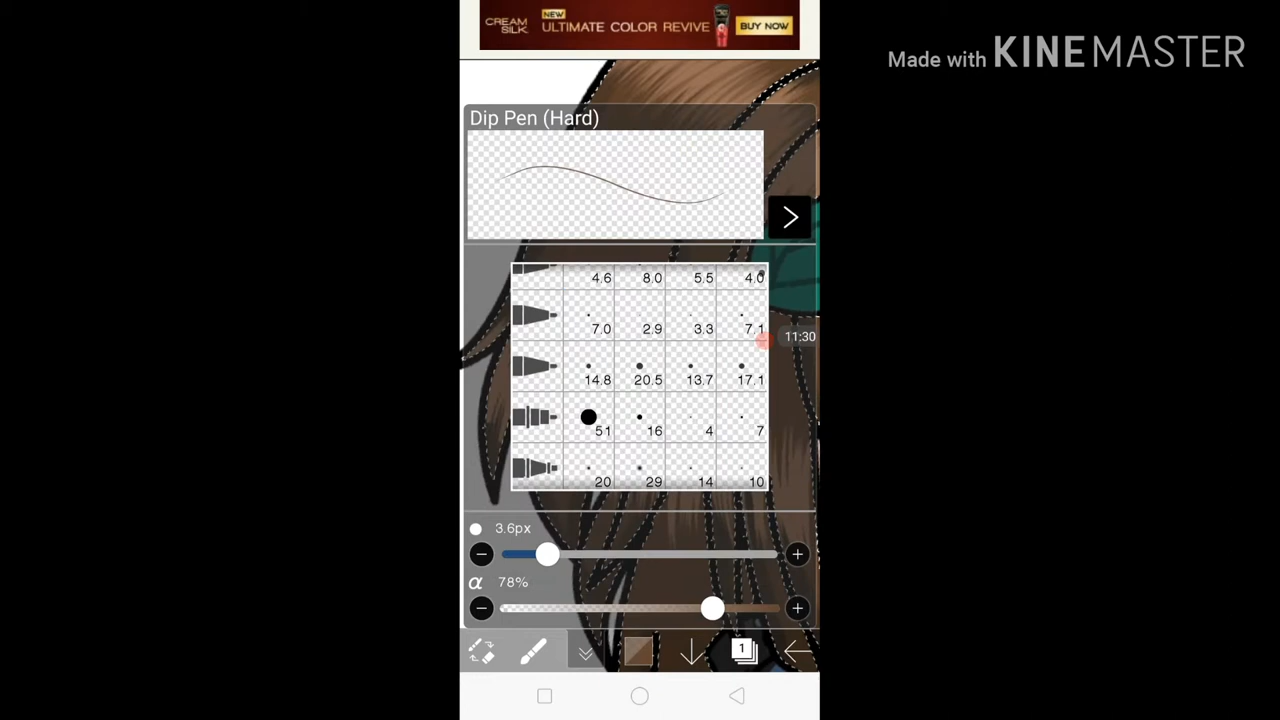 CREAM SILK
NEW
ULTIMATE COLOR REVIVE
BUY NOW
Made with KINEMASTER
Dip Pen (Hard)
4.6 8.0 5.5 4.0
7.0 2.9 3.3 7.1
11:30
14.8 20.5 13.7 17.1
51 16 4 7
20 29 14 10
3.6px
α 78%
1